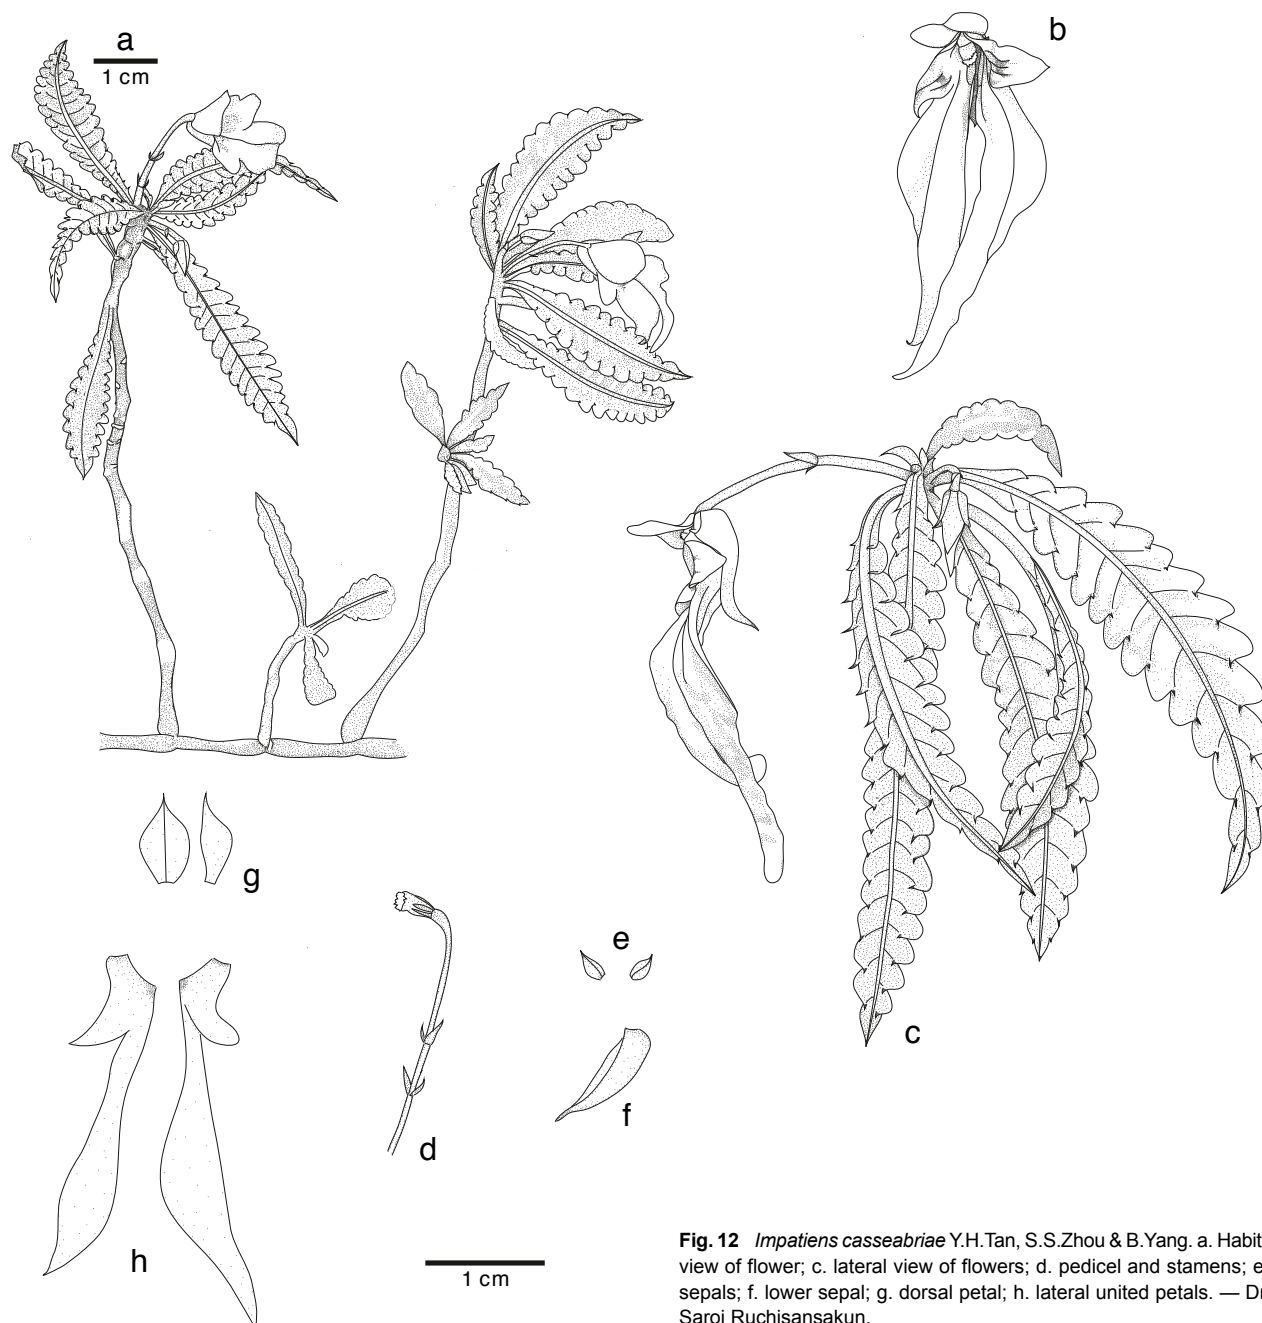 a
1 cm
b
c
g
e
d
f
h
1 cm
Fig. 12 Impatiens casseabriae Y.H.Tan, S.S.Zhou & B.Yang. a. Habit
view of flower; c. lateral view of flowers; d. pedicel and stamens; e
sepals; f. lower sepal; g. dorsal petal; h. lateral united petals. —
Saroj Ruchisansakun.